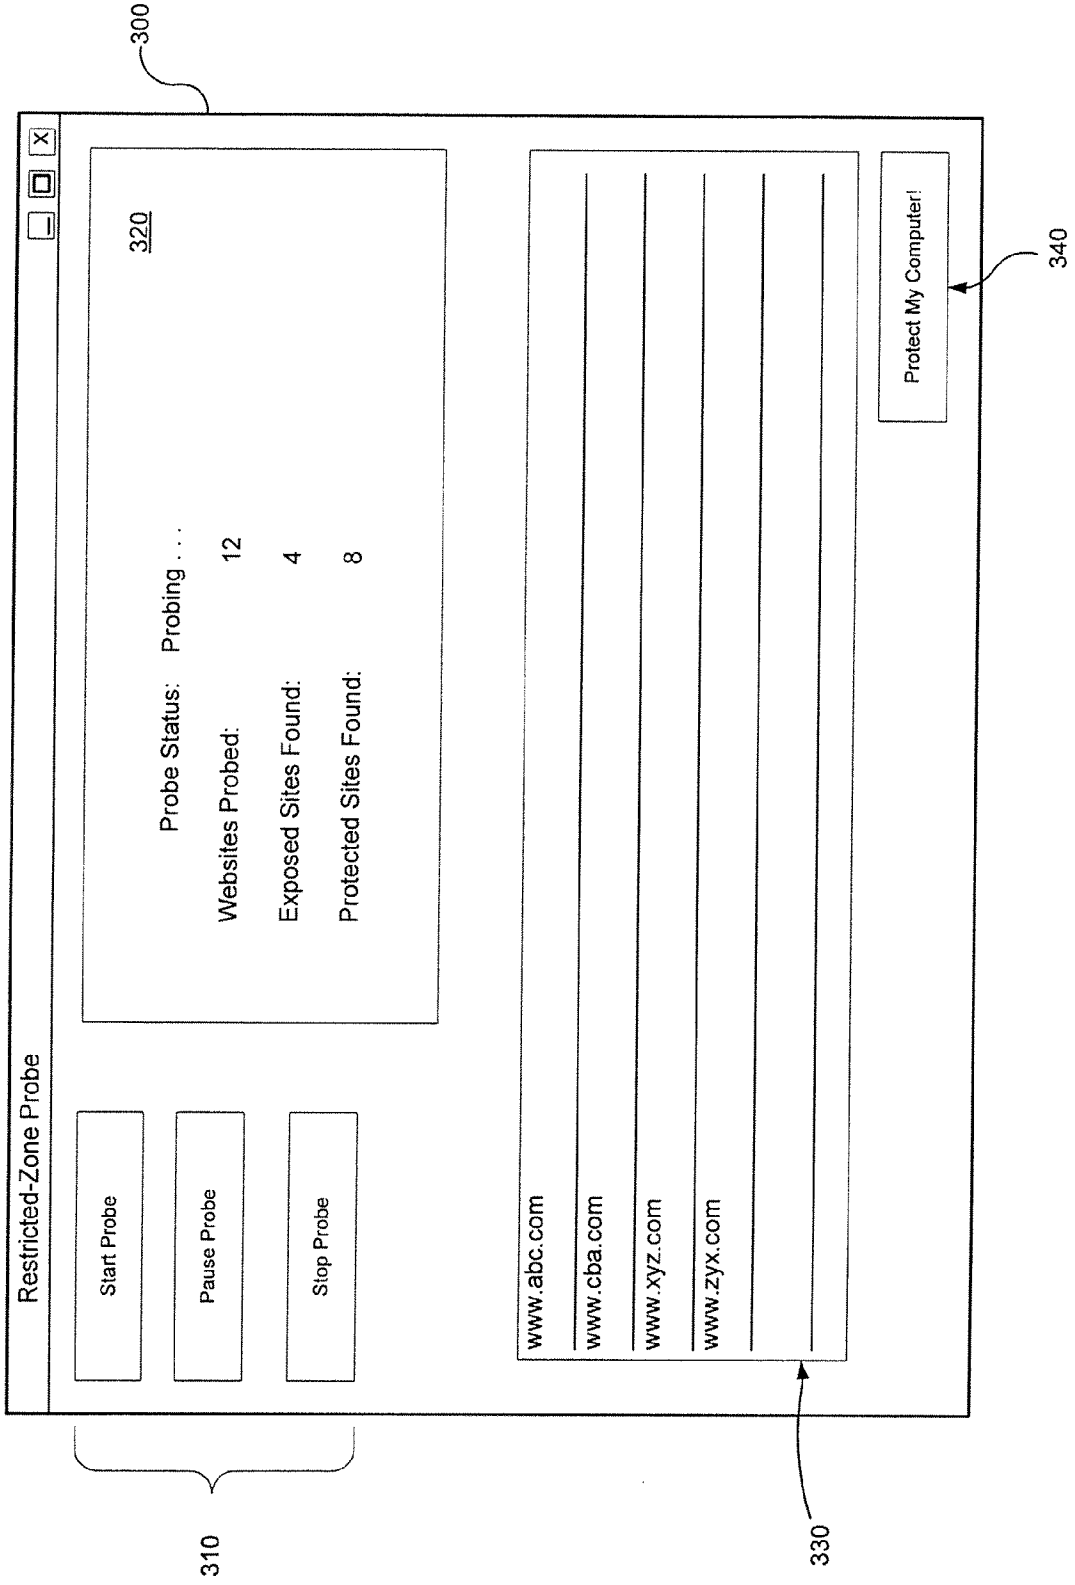 300
Restricted-Zone Probe
_ □ X
Start Probe
Pause Probe
Stop Probe
310
320
Probe Status: Probing . . .
Websites Probed: 12
Exposed Sites Found: 4
Protected Sites Found: 8
www.abc.com
www.cba.com
www.xyz.com
www.zyx.com
330
Protect My Computer!
340